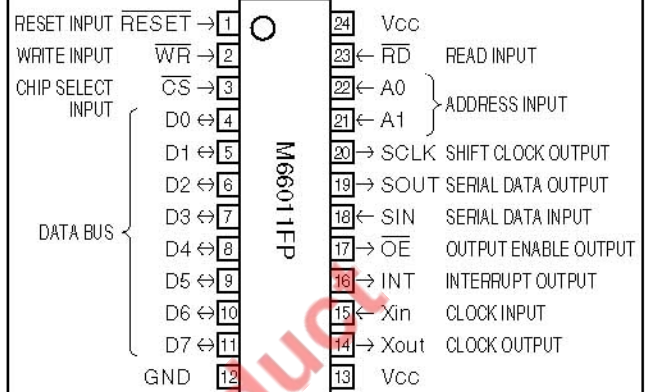 RESET INPUT RESET → 1 24 Vcc
WRITE INPUT WR → 2 23 ← RD READ INPUT
CHIP SELECT INPUT CS → 3 22 ← A0
D0 ↔ 4 21 ← A1 ADDRESS INPUT
D1 ↔ 5 20 → SCLK SHIFT CLOCK OUTPUT
D2 ↔ 6 19 → SOUT SERIAL DATA OUTPUT
D3 ↔ 7 18 ← SIN SERIAL DATA INPUT
DATA BUS
D4 ↔ 8 17 → OE OUTPUT ENABLE OUTPUT
D5 ↔ 9 16 → INT INTERRUPT OUTPUT
D6 ↔ 10 15 ← Xin CLOCK INPUT
D7 ↔ 11 14 → Xout CLOCK OUTPUT
GND 12 13 Vcc
M66011FP
duct